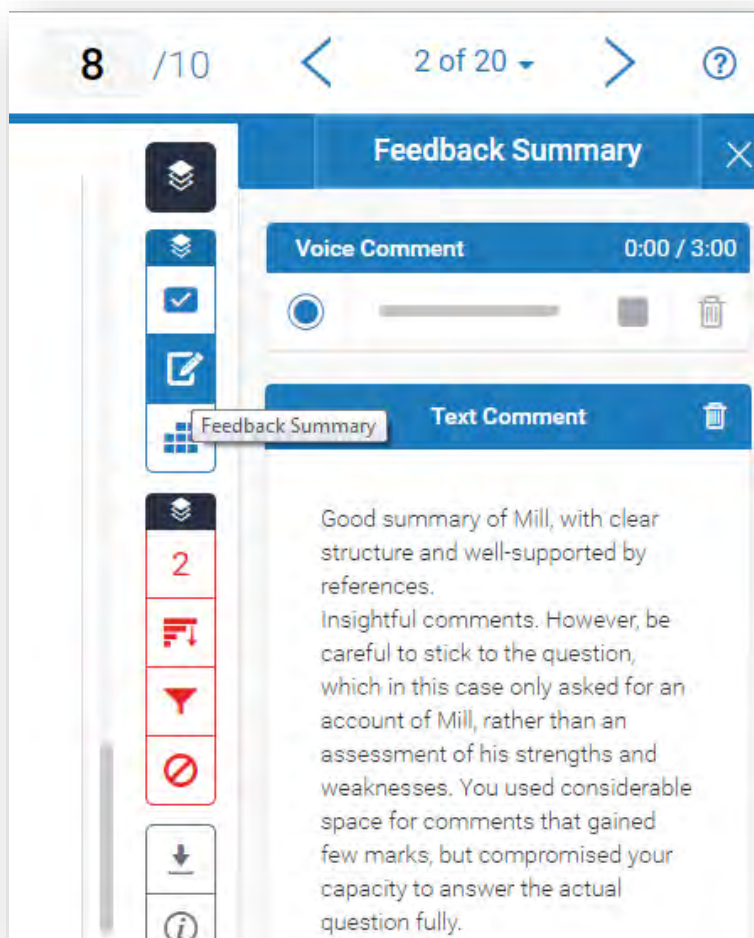 8 /10 2 of 20
Feedback Summary
Voice Comment 0:00 / 3:00
Feedback Summary
Text Comment
2
Good summary of Mill, with clear
structure and well-supported by
references.
Insightful comments. However, be
careful to stick to the question,
which in this case only asked for an
account of Mill, rather than an
assessment of his strengths and
weaknesses. You used considerable
space for comments that gained
few marks, but compromised your
capacity to answer the actual
question fully.